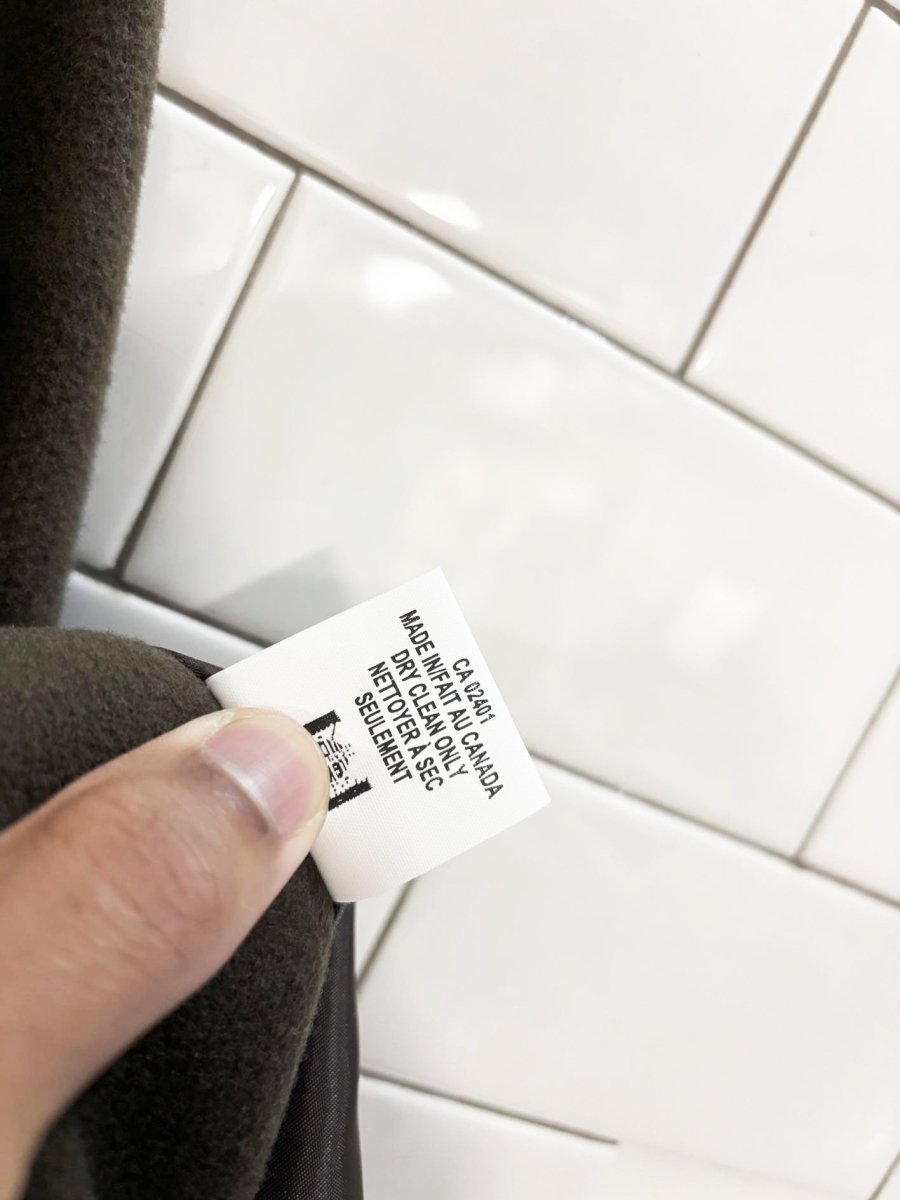 CA 02401
MADE IN/FAIT AU CANADA
DRY CLEAN ONLY
NETTOYER À SEC
SEULEMENT